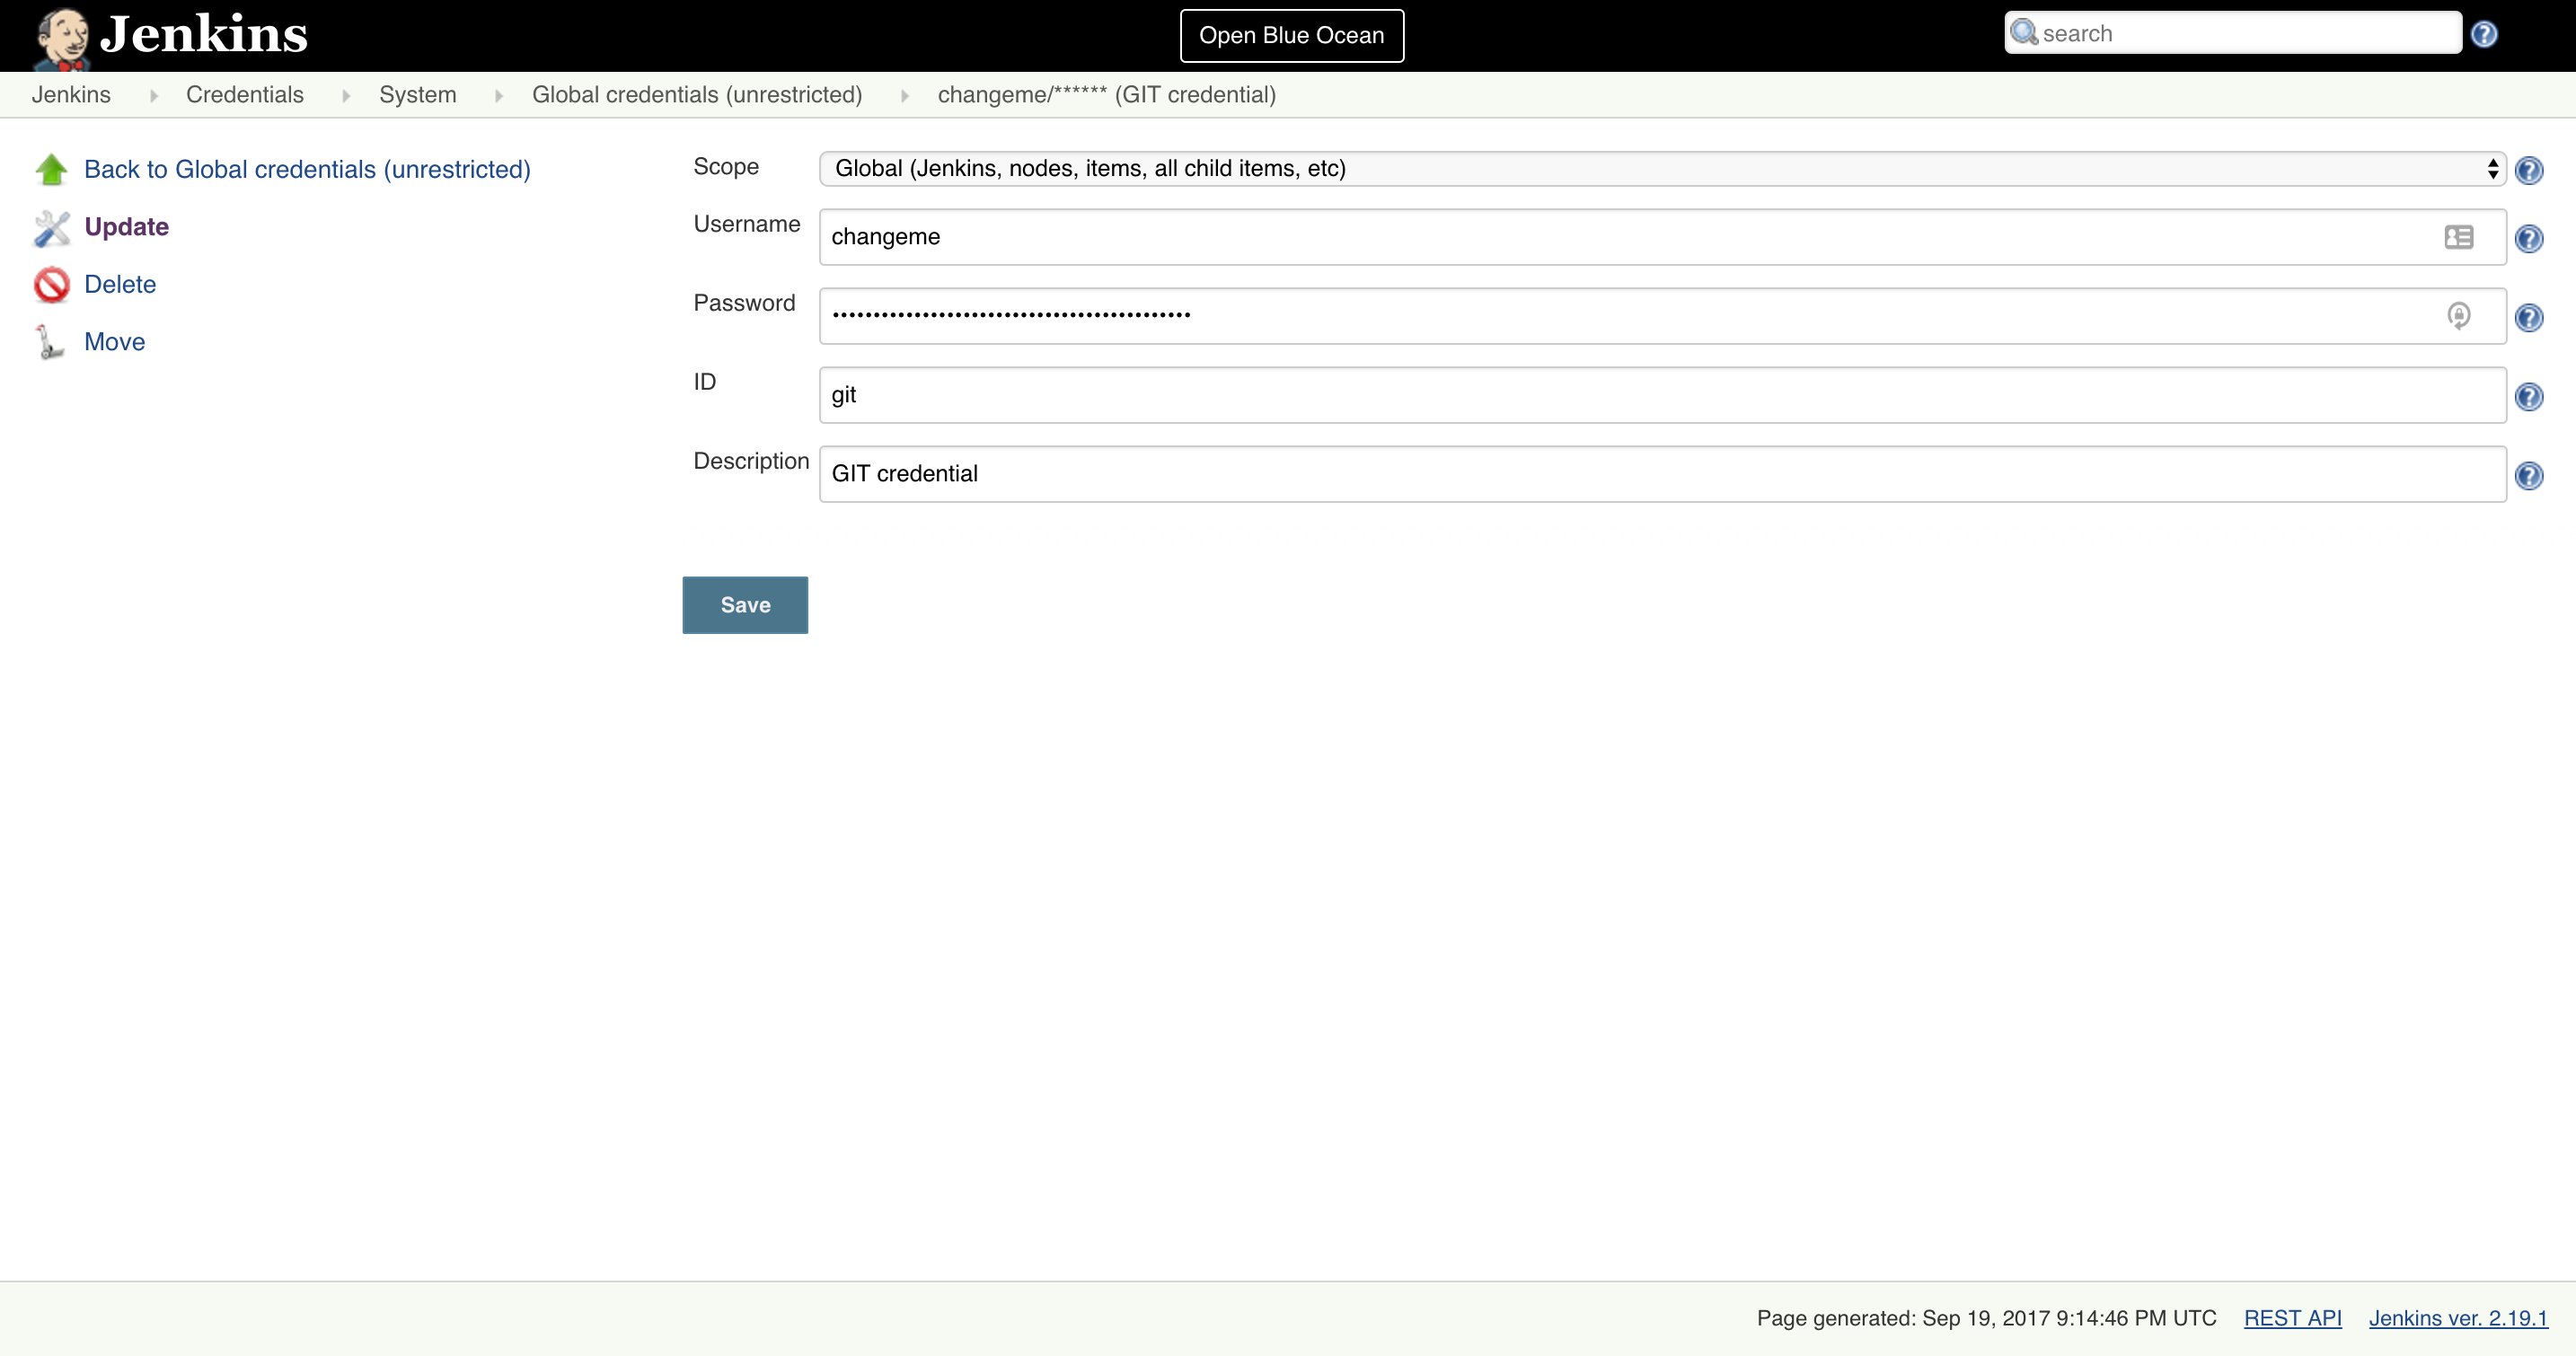 Jenkins
Open Blue Ocean
search
Jenkins Credentials System Global credentials (unrestricted) changeme/****** (GIT credential)
Back to Global credentials (unrestricted)
Update
Delete
Move
Scope Global (Jenkins, nodes, items, all child items, etc)
Username changeme
Password ••••••••••••••••••••••••••••••••••••••••••••
ID git
Description GIT credential
Save
Page generated: Sep 19, 2017 9:14:46 PM UTC REST API Jenkins ver. 2.19.1